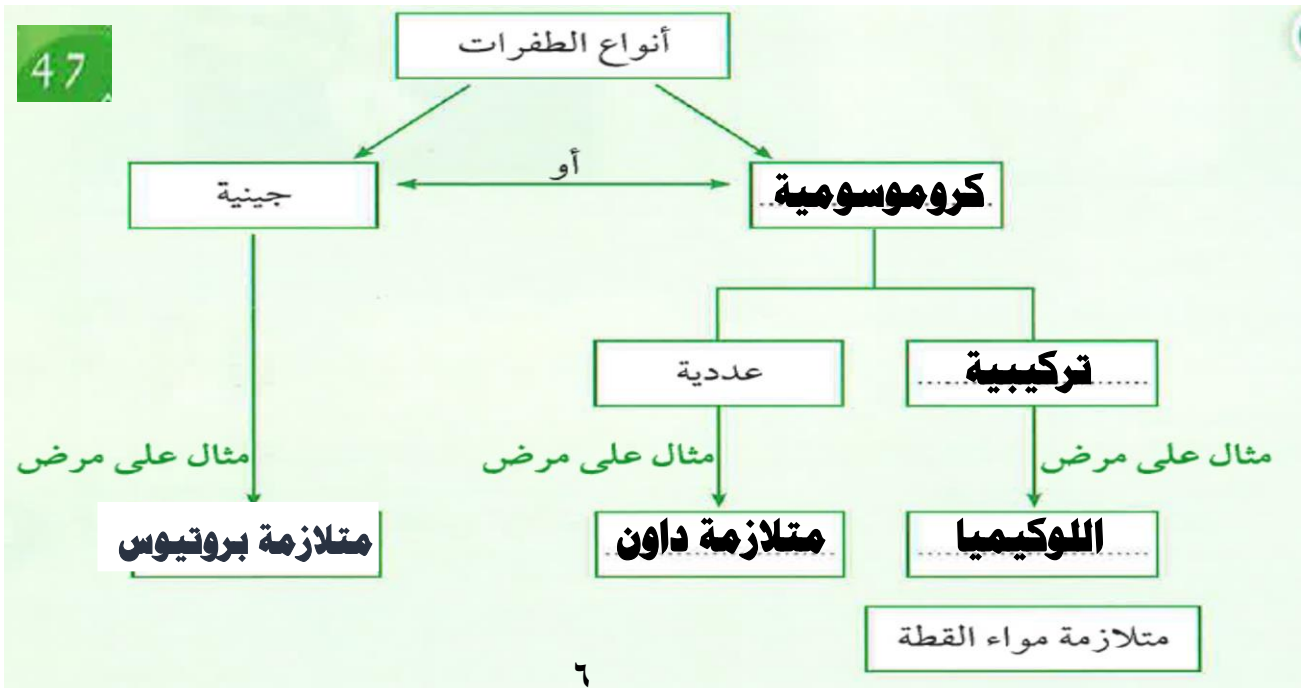 47
أنواع الطفرات
أو
كروموسومية
جينية
تركيبية
عددية
مثال على مرض
مثال على مرض
مثال على مرض
اللوكيميا
متلازمة داون
متلازمة بروتيوس
متلازمة مواء القطة
٦